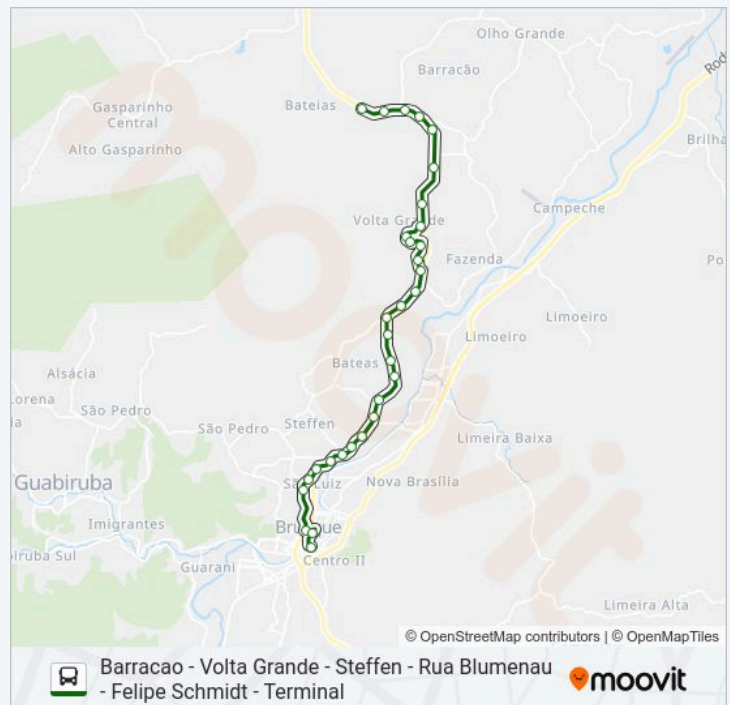 Olho Grande
Barracão
Rod
Bateias
Gasparinho
Central
Alto Gasparinho
Brilha
Campeche
Volta Grande
Fazenda
Po
Limoeiro
Limoeiro
Bateas
Alsácia
Lorena
ia
São Pedro
São Pedro
Steffen
Limeira Baixa
Guabiruba
São Luiz
Nova Brasília
Imigrantes
Brusque
biruba Sul
Guarani
Centro II
Limeira Alta
moovit
© OpenStreetMap contributors | © OpenMapTiles
Barracao - Volta Grande - Steffen - Rua Blumenau
- Felipe Schmidt - Terminal
moovit